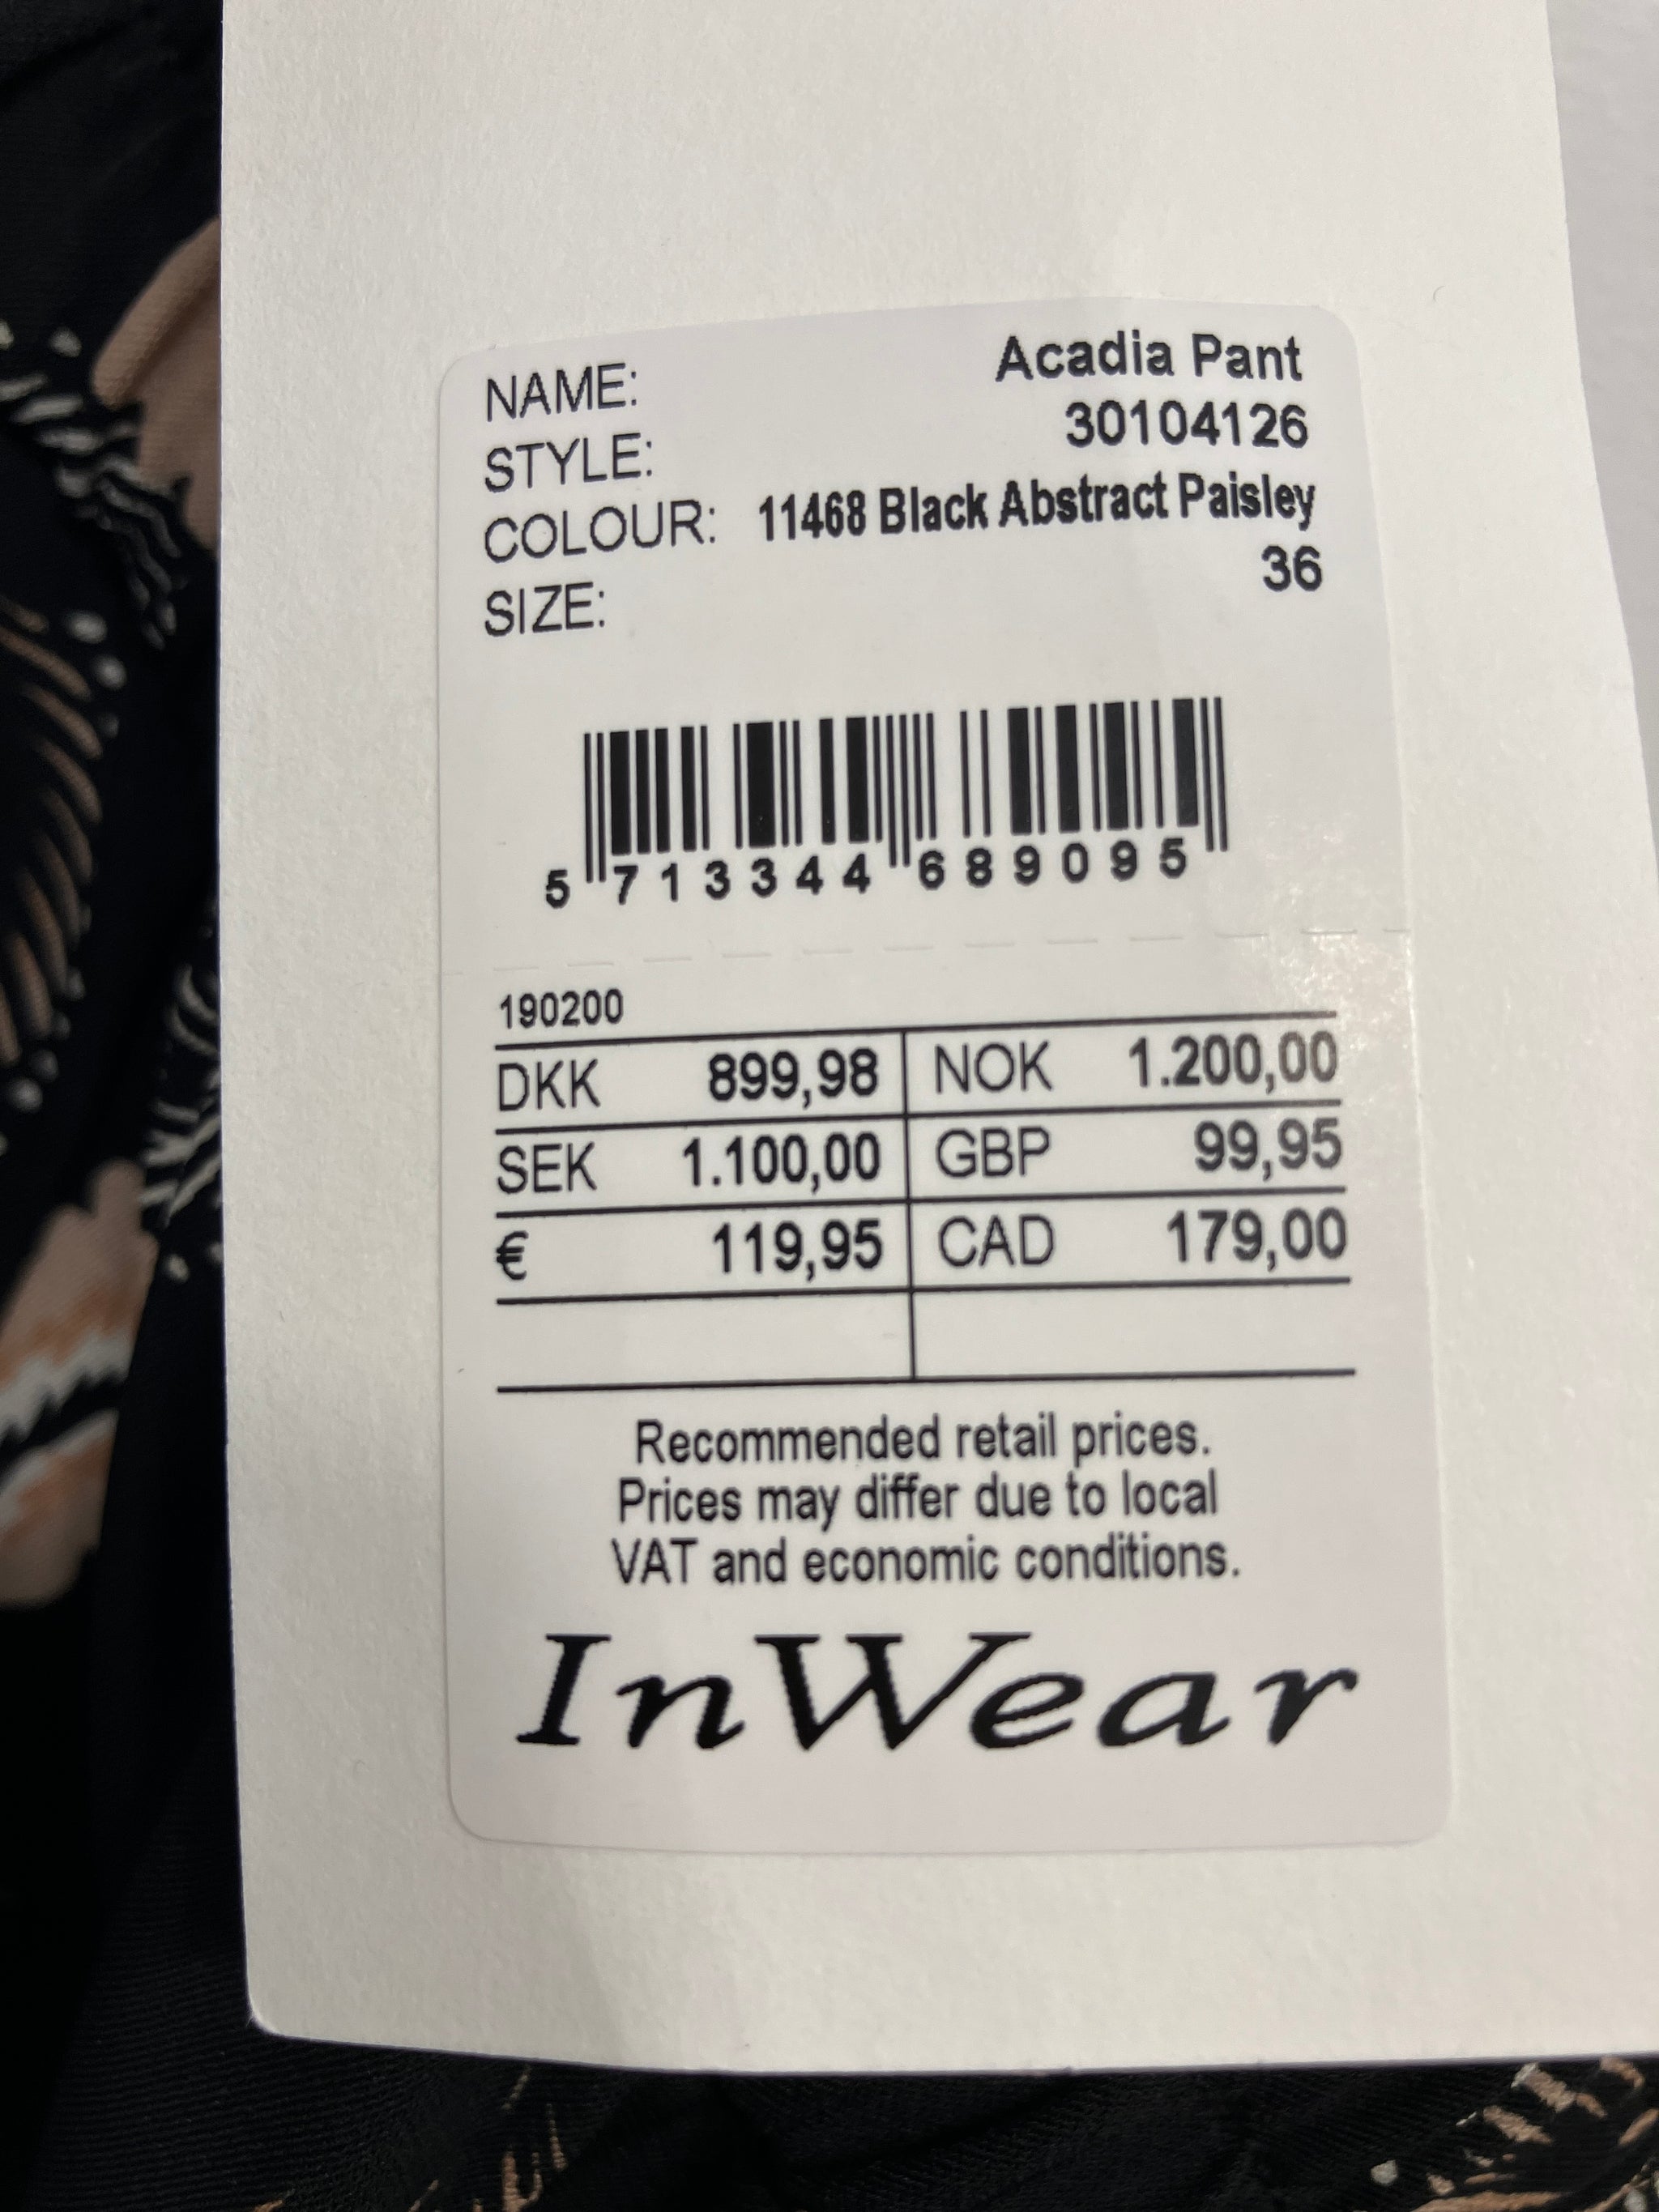 NAME: Acadia Pant
STYLE: 30104126
COLOUR: 11468 Black Abstract Paisley
SIZE: 36
5 713344 689095
190200
DKK 899,98 NOK 1.200,00
SEK 1.100,00 GBP 99,95
€ 119,95 CAD 179,00
Recommended retail prices.
Prices may differ due to local
VAT and economic conditions.
InWear